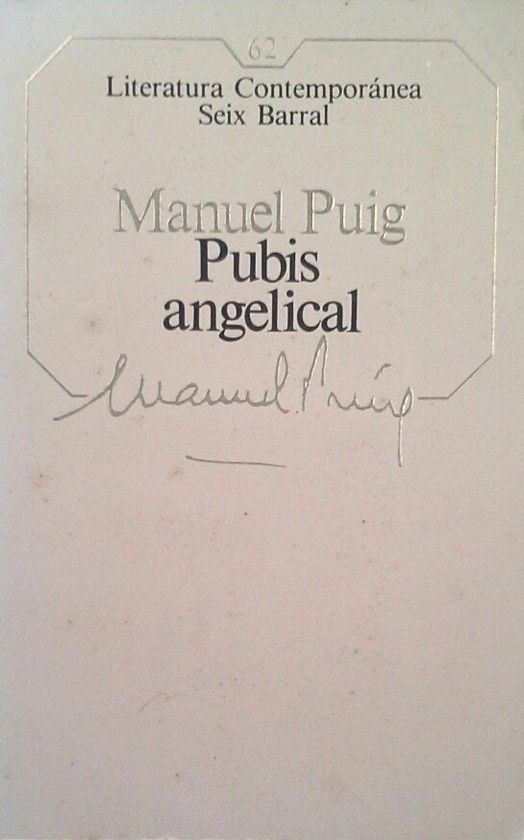 62
Literatura Contemporánea
Seix Barral
Manuel Puig
Pubis
angelical
Manuel Puig